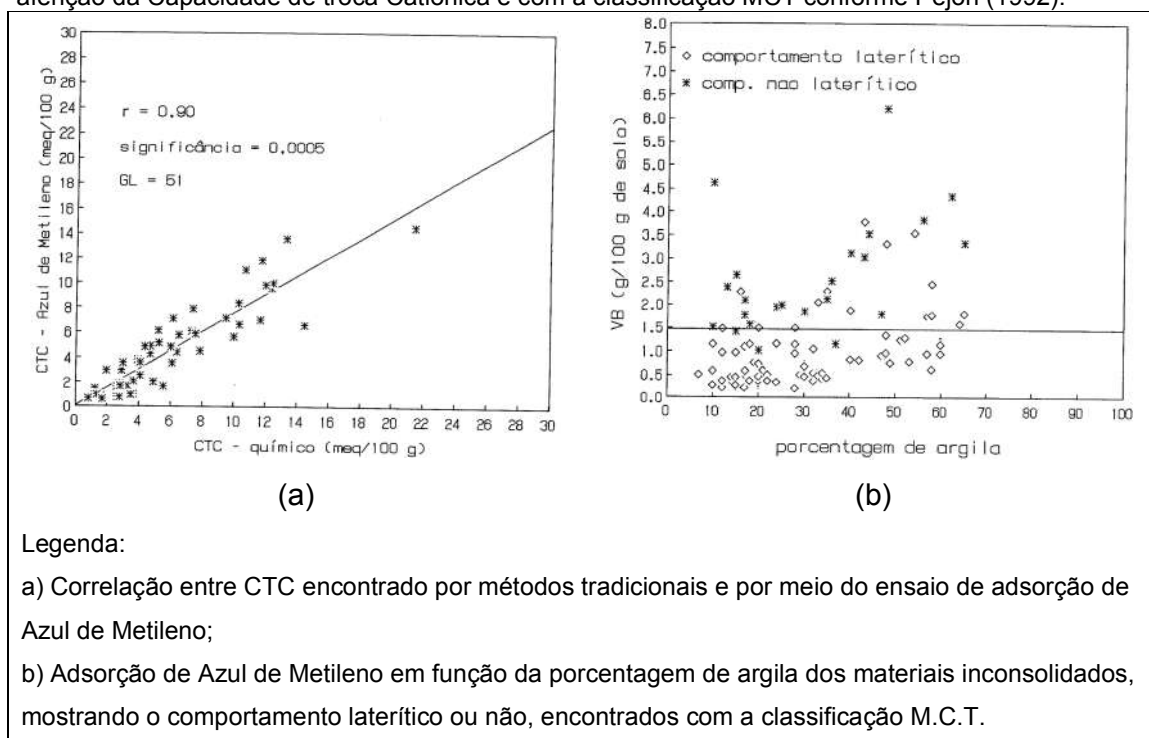 aferição da Capacidade de troca Catiônica e com a classificação MCT conforme Pejon (1992).
30
28
26
24
22
20
18
16
14
12
10
8
6
4
2
0
CTC - Azul de Metileno (meq/100 g)
r = 0.90
significância = 0.0005
GL = 51
0 2 4 6 8 10 12 14 16 18 20 22 24 26 28 30
CTC - químico (meq/100 g)
(a)
8.0
7.5
7.0
6.5
6.0
5.5
5.0
4.5
4.0
3.5
3.0
2.5
2.0
1.5
1.0
0.5
0.0
VB (g/100 g de solo)
◇ comportamento laterítico
* comp. nao laterítico
0 10 20 30 40 50 60 70 80 90 100
porcentagem de argila
(b)
Legenda:
a) Correlação entre CTC encontrado por métodos tradicionais e por meio do ensaio de adsorção de
Azul de Metileno;
b) Adsorção de Azul de Metileno em função da porcentagem de argila dos materiais inconsolidados,
mostrando o comportamento laterítico ou não, encontrados com a classificação M.C.T.